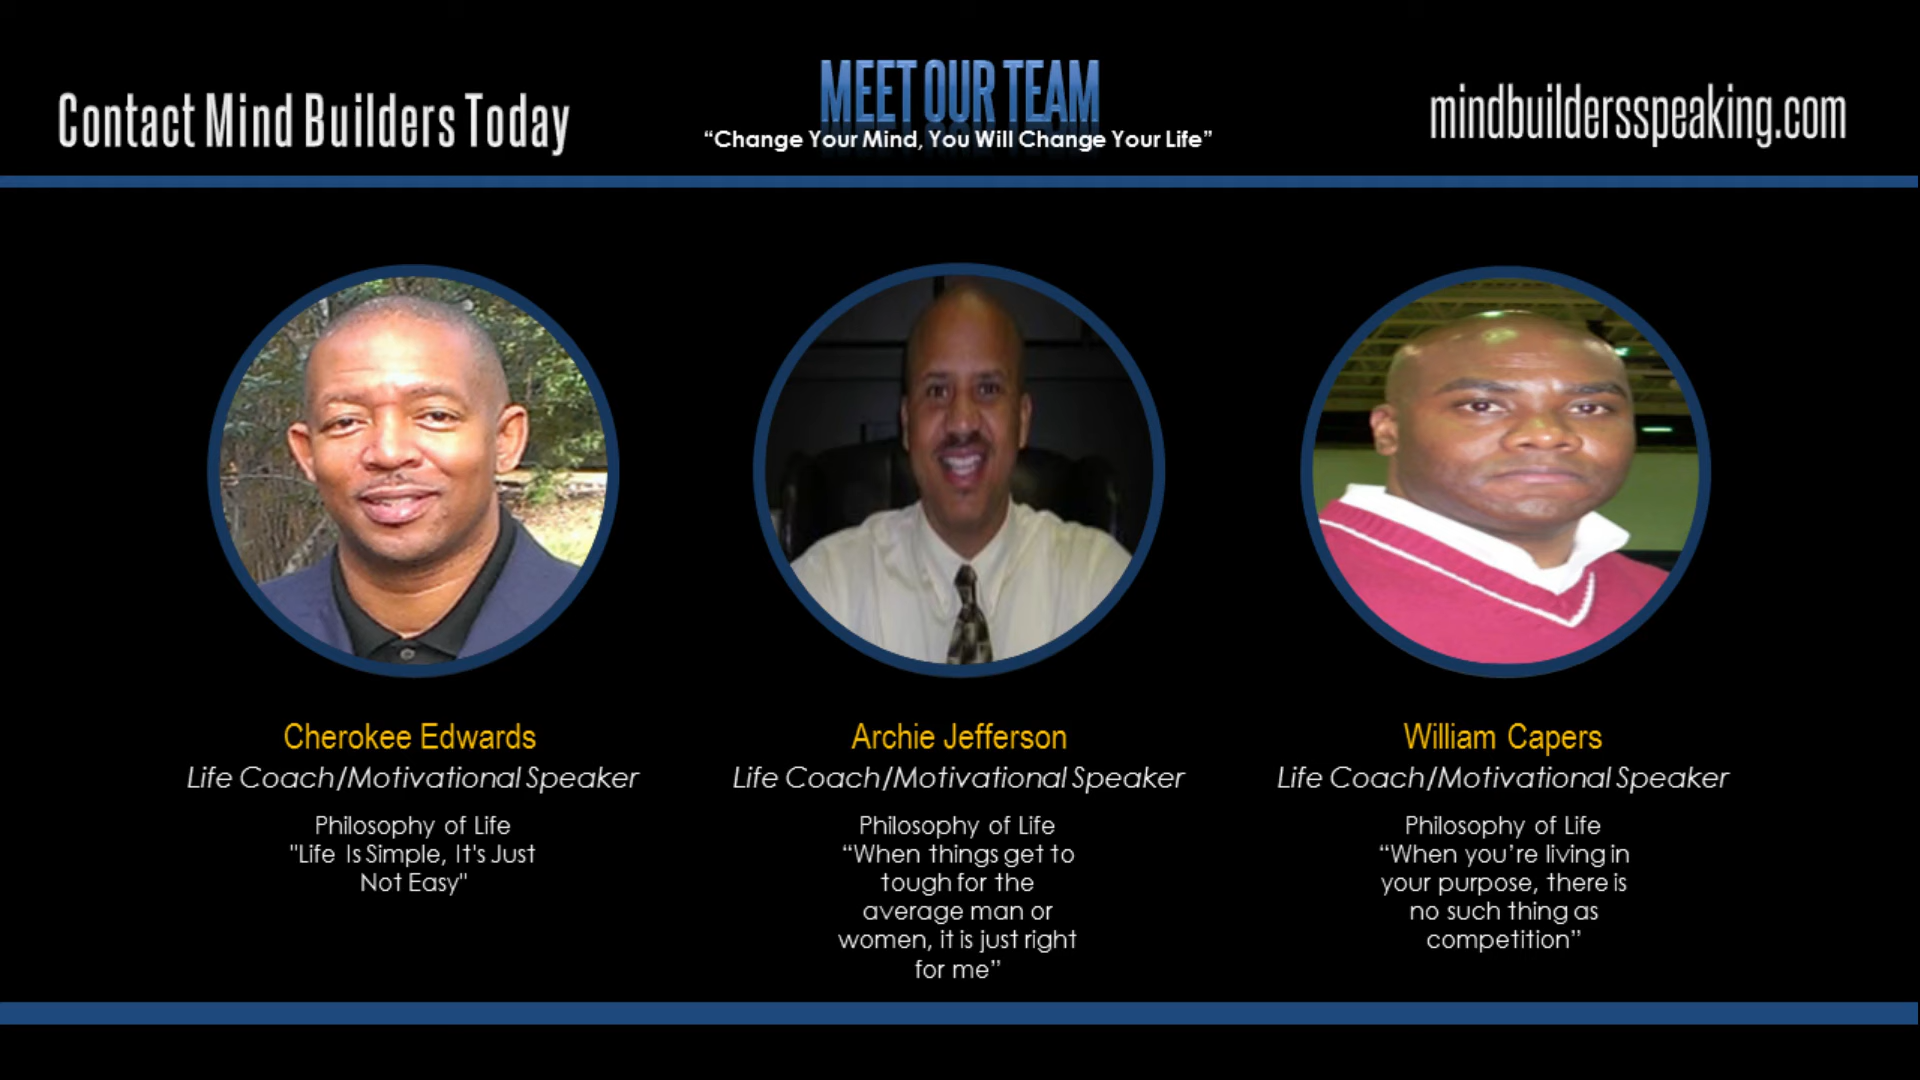 Contact Mind Builders Today
MEET OUR TEAM
“Change Your Mind, You Will Change Your Life”
mindbuildersspeaking.com
Cherokee Edwards
Life Coach/Motivational Speaker
Philosophy of Life
"Life Is Simple, It's Just
Not Easy"
Archie Jefferson
Life Coach/Motivational Speaker
Philosophy of Life
“When things get to
tough for the
average man or
women, it is just right
for me”
William Capers
Life Coach/Motivational Speaker
Philosophy of Life
“When you’re living in
your purpose, there is
no such thing as
competition”